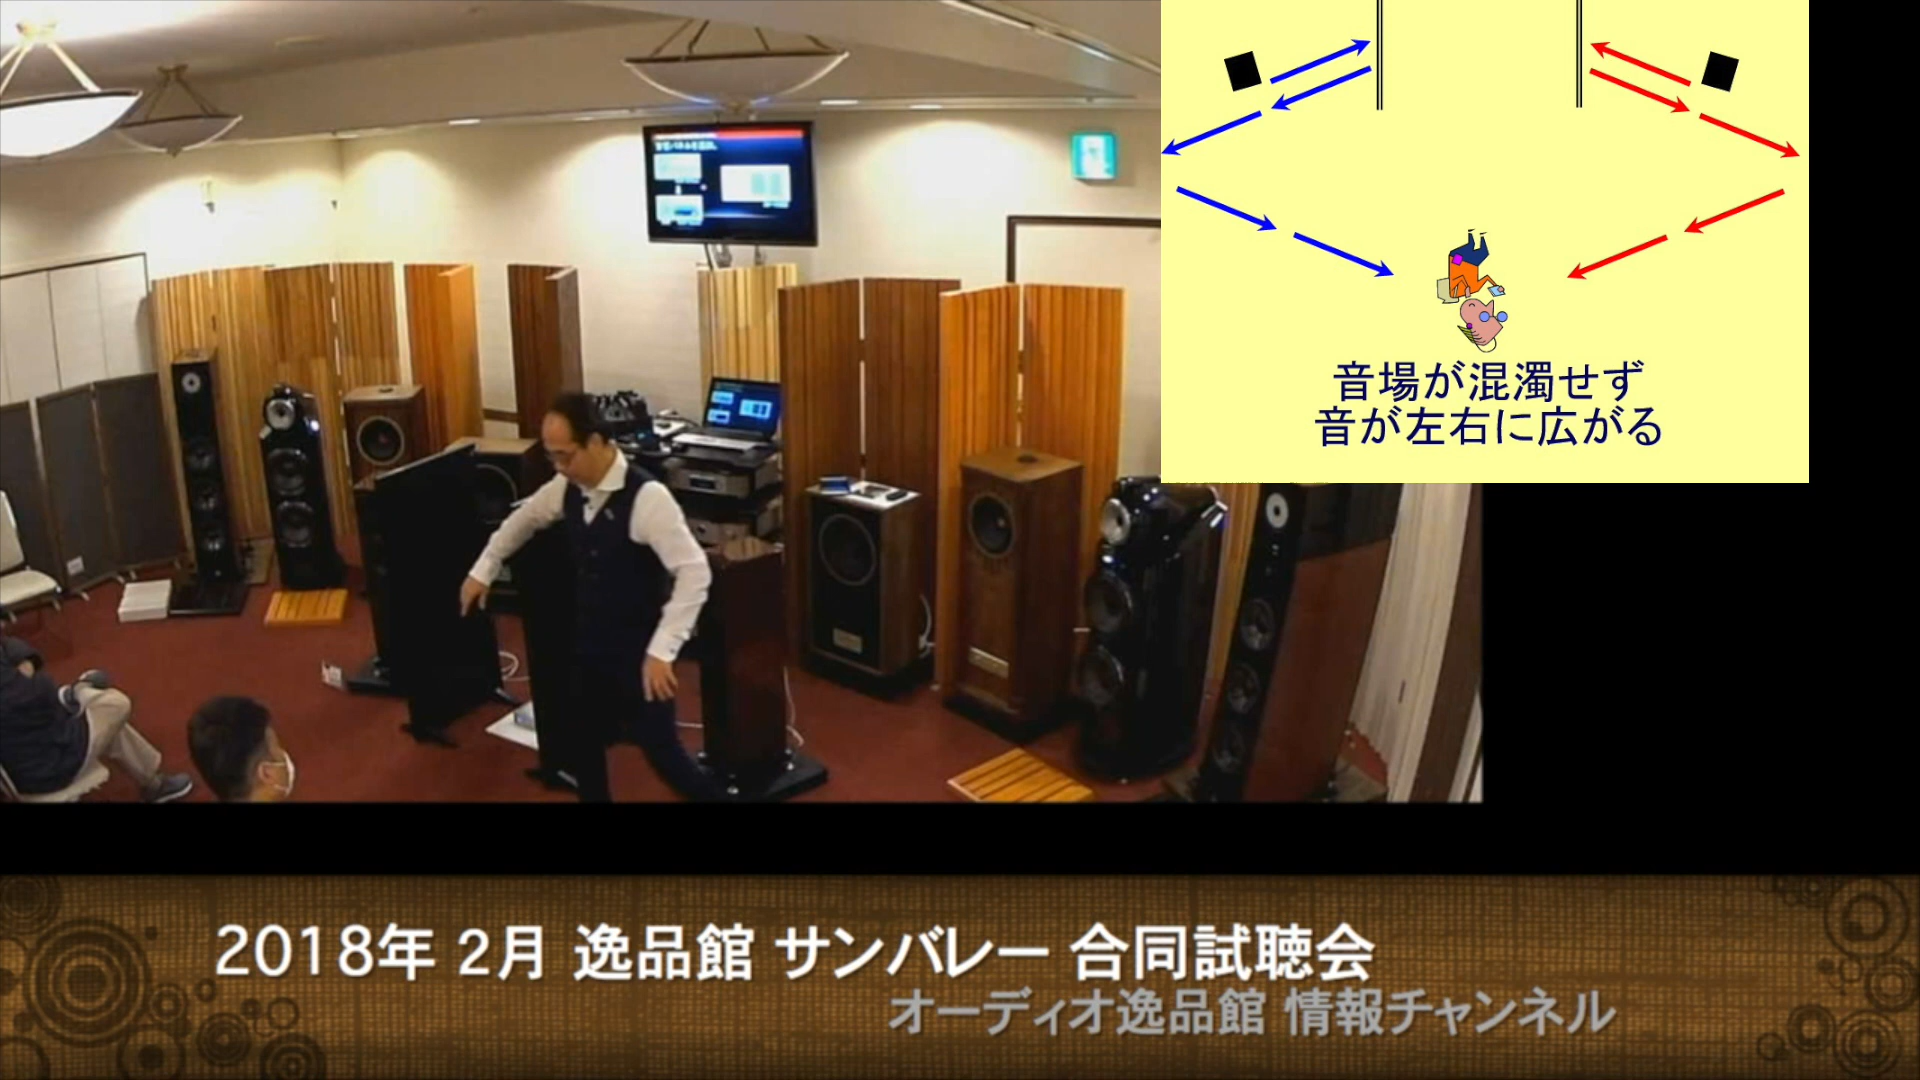 音場が混濁せず
音が左右に広がる
2018年 2月 逸品館 サンバレー 合同試聴会
オーディオ逸品館 情報チャンネル